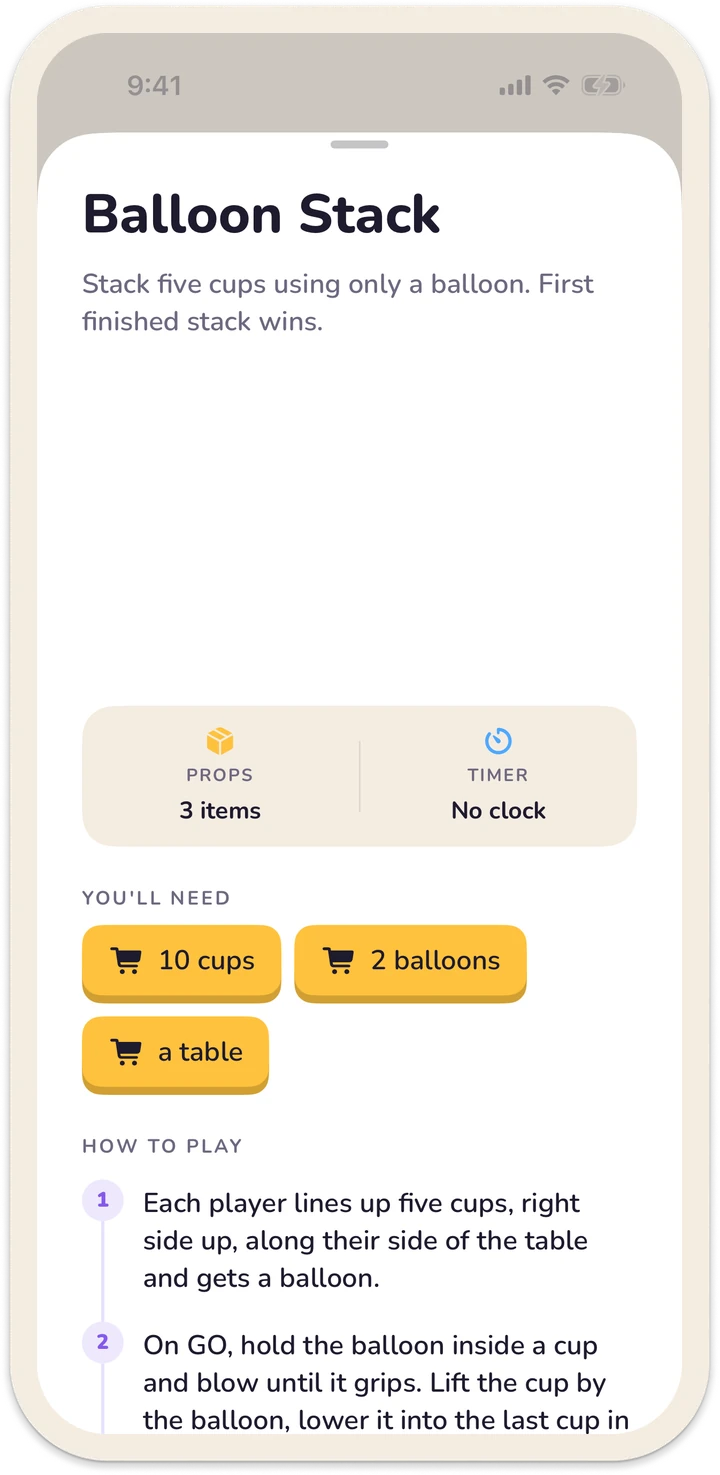 9:41
Balloon Stack
Stack five cups using only a balloon. First
finished stack wins.
PROPS
3 items
TIMER
No clock
YOU'LL NEED
10 cups
2 balloons
a table
HOW TO PLAY
1
Each player lines up five cups, right
side up, along their side of the table
and gets a balloon.
2
On GO, hold the balloon inside a cup
and blow until it grips. Lift the cup by
the balloon, lower it into the last cup in